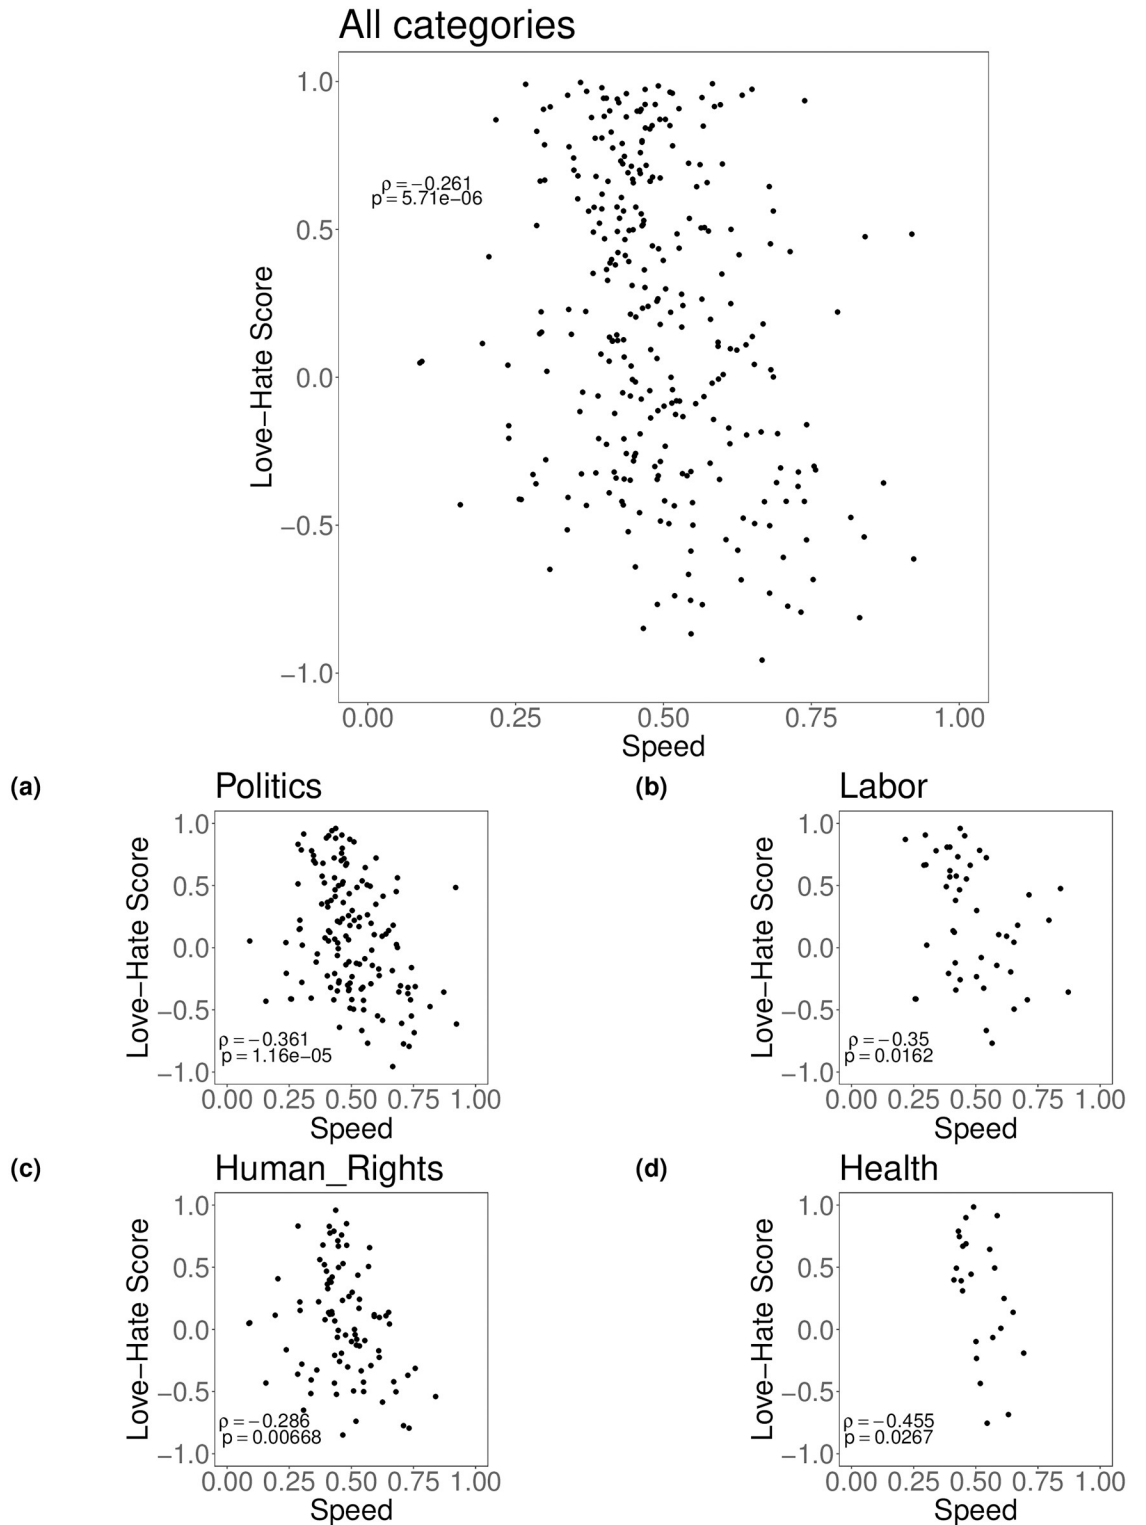 All categories
1.0
0.5
0.0
−0.5
−1.0
Love−Hate Score
ρ = −0.261
p = 5.71e−06
0.00 0.25 0.50 0.75 1.00
Speed
(a)
Politics
1.0
0.5
0.0
−0.5
−1.0
Love−Hate Score
ρ = −0.361
p = 1.16e−05
0.00 0.25 0.50 0.75 1.00
Speed
(b)
Labor
1.0
0.5
0.0
−0.5
−1.0
Love−Hate Score
ρ = −0.35
p = 0.0162
0.00 0.25 0.50 0.75 1.00
Speed
(c)
Human_Rights
1.0
0.5
0.0
−0.5
−1.0
Love−Hate Score
ρ = −0.286
p = 0.00668
0.00 0.25 0.50 0.75 1.00
Speed
(d)
Health
1.0
0.5
0.0
−0.5
−1.0
Love−Hate Score
ρ = −0.455
p = 0.0267
0.00 0.25 0.50 0.75 1.00
Speed